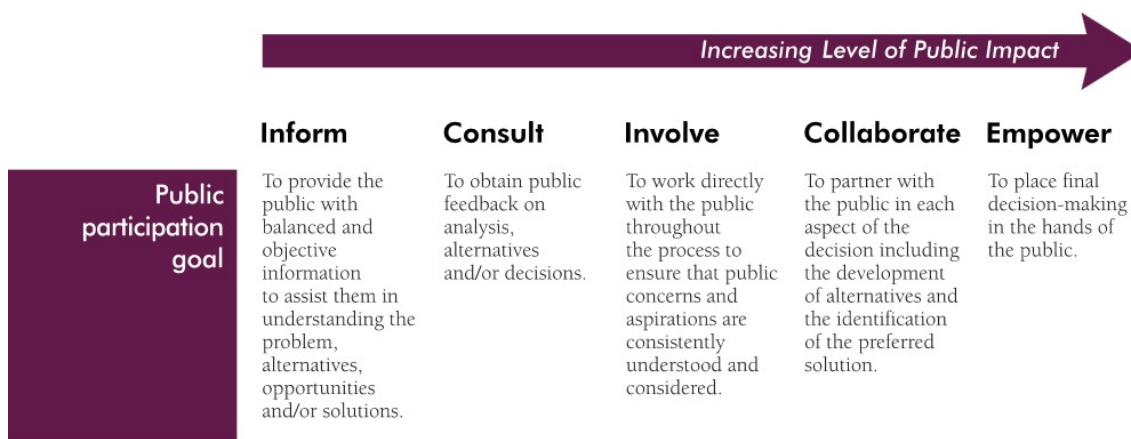 Increasing Level of Public Impact
Inform
Consult
Involve
Collaborate
Empower
Public
participation
goal
To provide the
public with
balanced and
objective
information
to assist them in
understanding the
problem,
alternatives,
opportunities
and/or solutions.
To obtain public
feedback on
analysis,
alternatives
and/or decisions.
To work directly
with the public
throughout
the process to
ensure that public
concerns and
aspirations are
consistently
understood and
considered.
To partner with
the public in each
aspect of the
decision including
the development
of alternatives and
the identification
of the preferred
solution.
To place final
decision-making
in the hands of
the public.